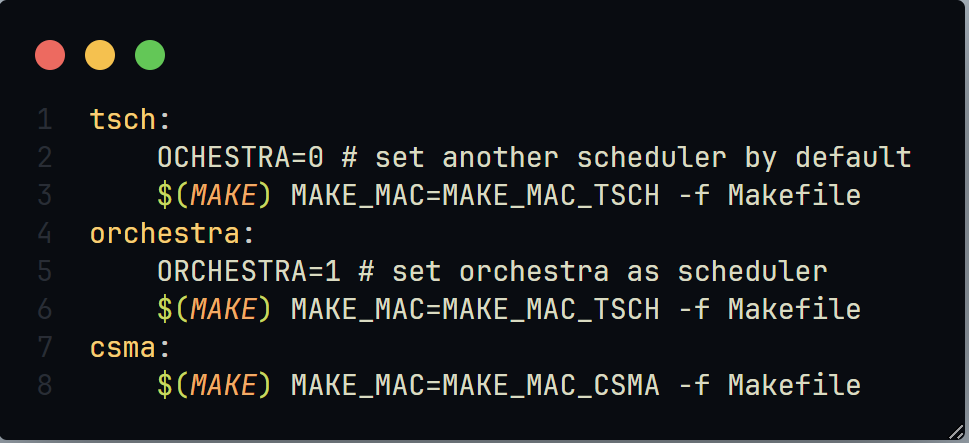 1 tsch:
2 OCHESTRA=0 # set another scheduler by default
3 $(MAKE) MAKE_MAC=MAKE_MAC_TSCH -f Makefile
4 orchestra:
5 ORCHESTRA=1 # set orchestra as scheduler
6 $(MAKE) MAKE_MAC=MAKE_MAC_TSCH -f Makefile
7 csma:
8 $(MAKE) MAKE_MAC=MAKE_MAC_CSMA -f Makefile